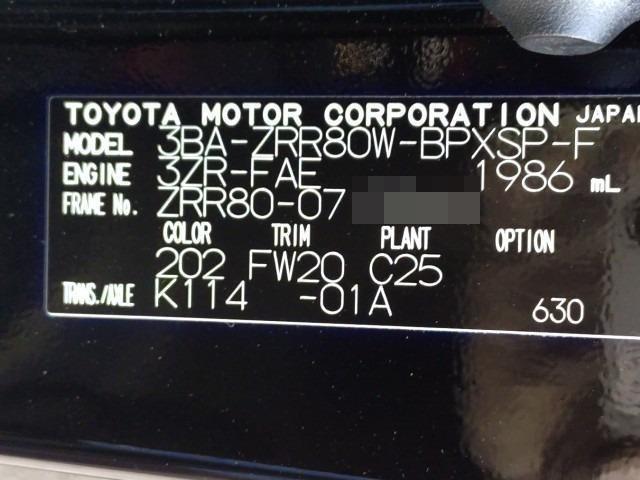 TOYOTA MOTOR CORPORATION JAPAN
MODEL 3BA-ZRR80W-BPXSP-F
ENGINE 3ZR-FAE 1986 mL
FRAME No. ZRR80-07
COLOR TRIM PLANT OPTION
202 FW20 C25
TRANS./AXLE K114 -01A 630